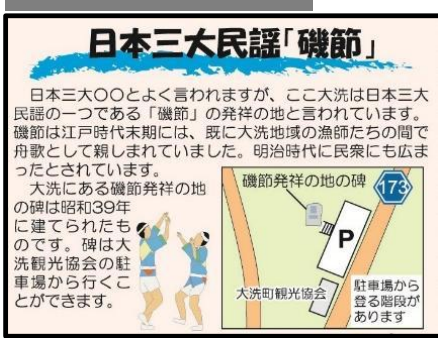 日本三大民謡「磯節」
日本三大〇〇とよく言われますが、ここ大洗は日本三大
民謡の一つである「磯節」の発祥の地と言われています。
磯節は江戸時代末期には、既に大洗地域の漁師たちの間で
舟歌として親しまれていました。明治時代に民衆にも広ま
ったとされています。
大洗にある磯節発祥の地
の碑は昭和39年
に建てられたも
のです。碑は大
洗観光協会の駐
車場から行くこ
とができます。
磯節発祥の地の碑
173
P
大洗町観光協会
駐車場から
登る階段が
あります